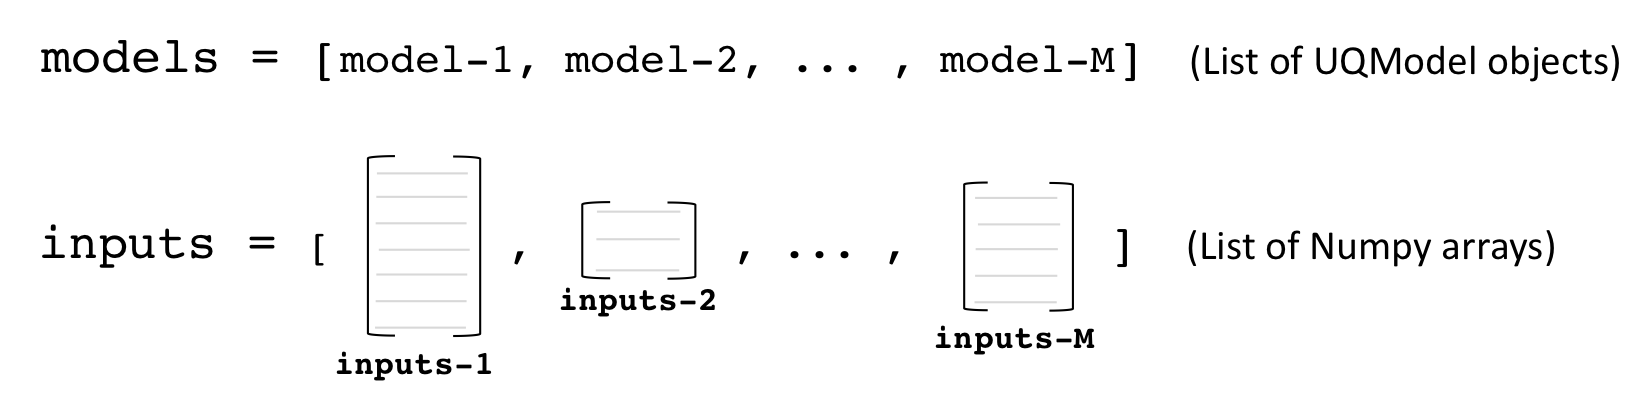 models = [model-1, model-2, ... , model-M] (List of UQModel objects)
inputs = [ , , ... , ] (List of Numpy arrays)
inputs-2
inputs-M
inputs-1